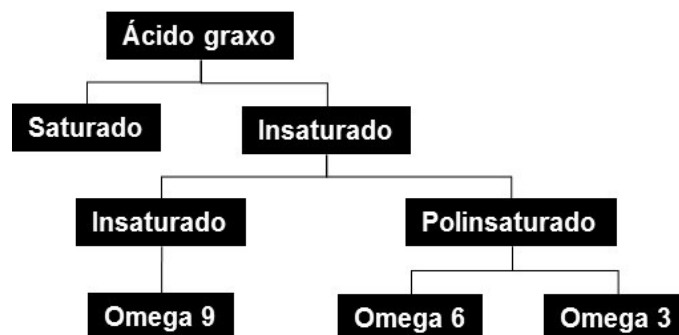 Ácido graxo
Saturado
Insaturado
Insaturado
Polinsaturado
Omega 9
Omega 6
Omega 3